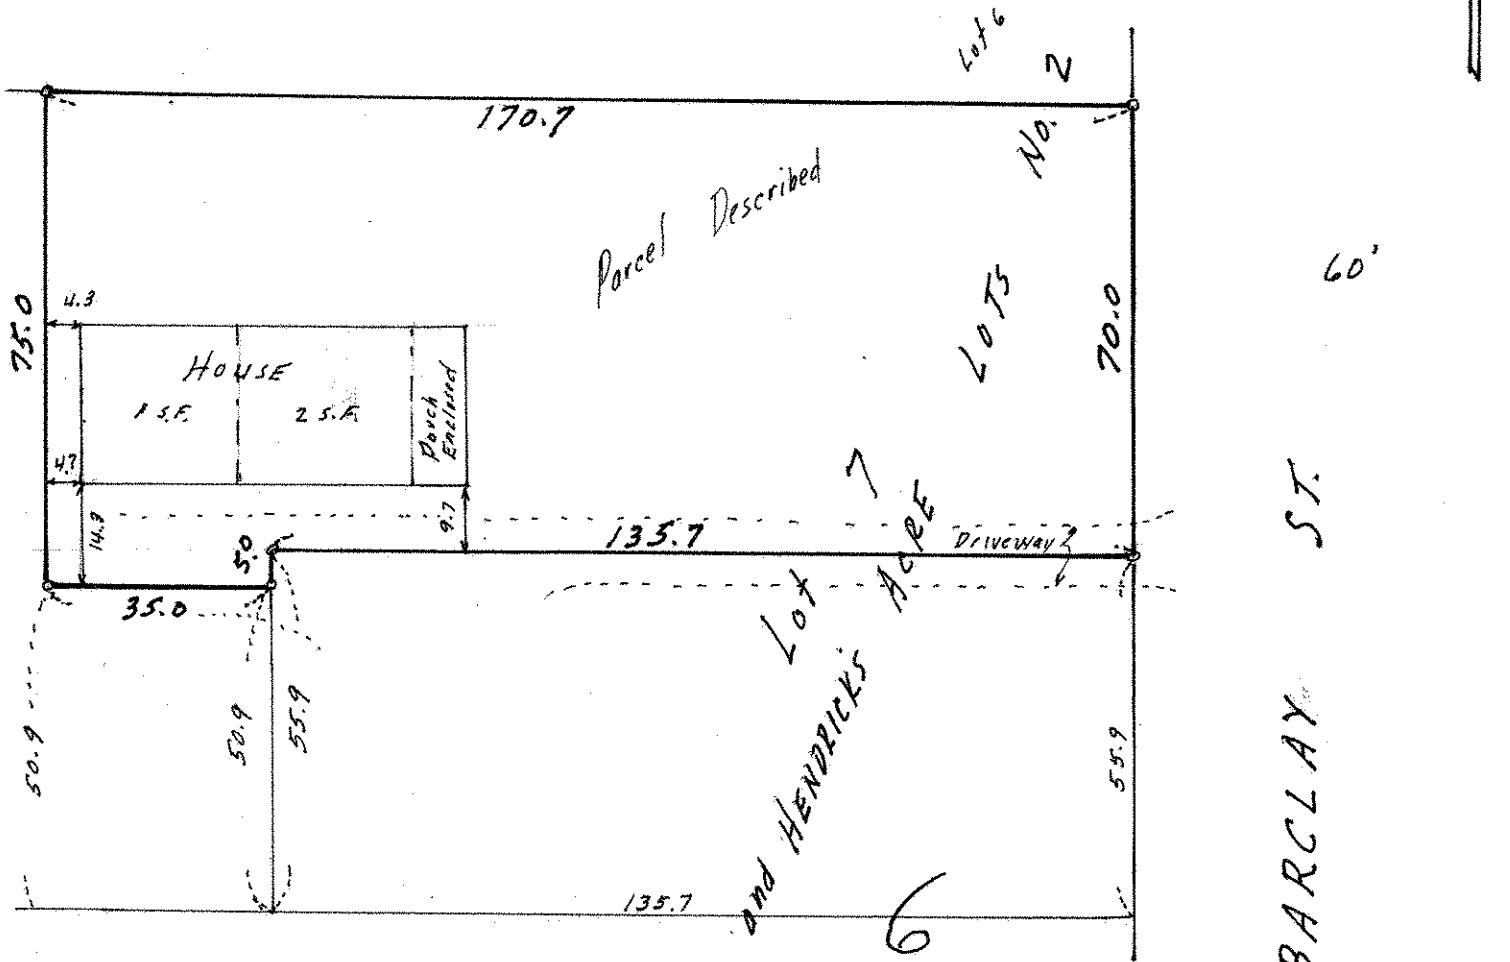 Lot 6
No. 2
170.7
Parcel Described
60'
LOTS
70.0
75.0
4.3
HOUSE
1 S.F.
2 S.F.
Porch
Enclosed
4.7
14.3
9.7
7
ST.
5.0
135.7
Driveway
ACRE
35.0
Lot
and HENDRICKS
50.9
50.9
55.9
55.9
BARCLAY
135.7
6